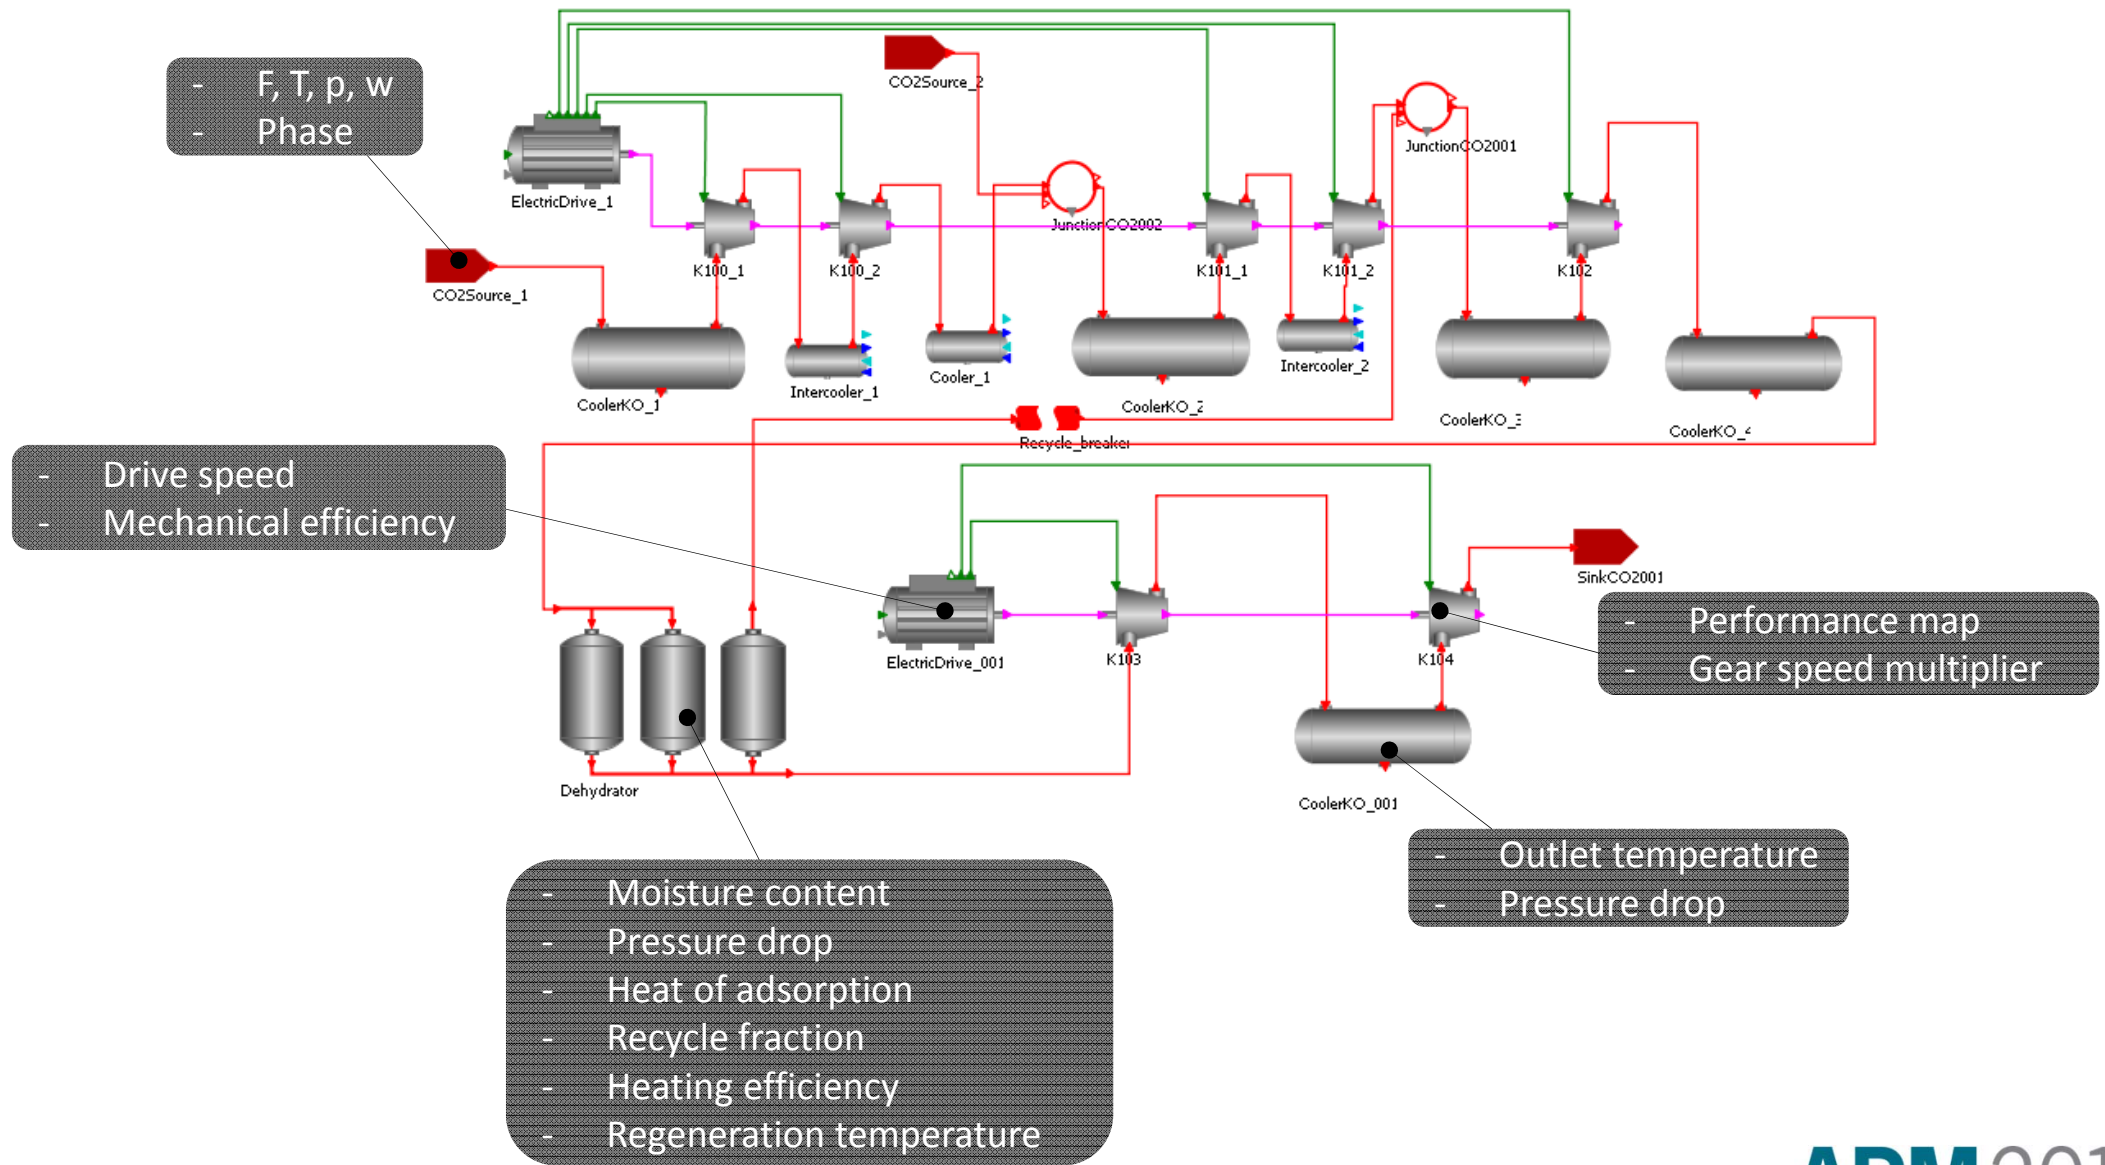 - F, T, p, w
- Phase
CO2Source_2
JunctionCO2001
ElectricDrive_1
JunctionCO2002
K100_1
K100_2
K101_1
K101_2
K102
CO2Source_1
Intercooler_1
Cooler_1
Intercooler_2
CoolerKO_1
CoolerKO_2
CoolerKO_3
CoolerKO_4
Recycle_breaker
- Drive speed
- Mechanical efficiency
SinkCO2001
- Performance map
- Gear speed multiplier
ElectricDrive_001
K103
K104
Dehydrator
CoolerKO_001
- Outlet temperature
- Pressure drop
- Moisture content
- Pressure drop
- Heat of adsorption
- Recycle fraction
- Heating efficiency
- Regeneration temperature